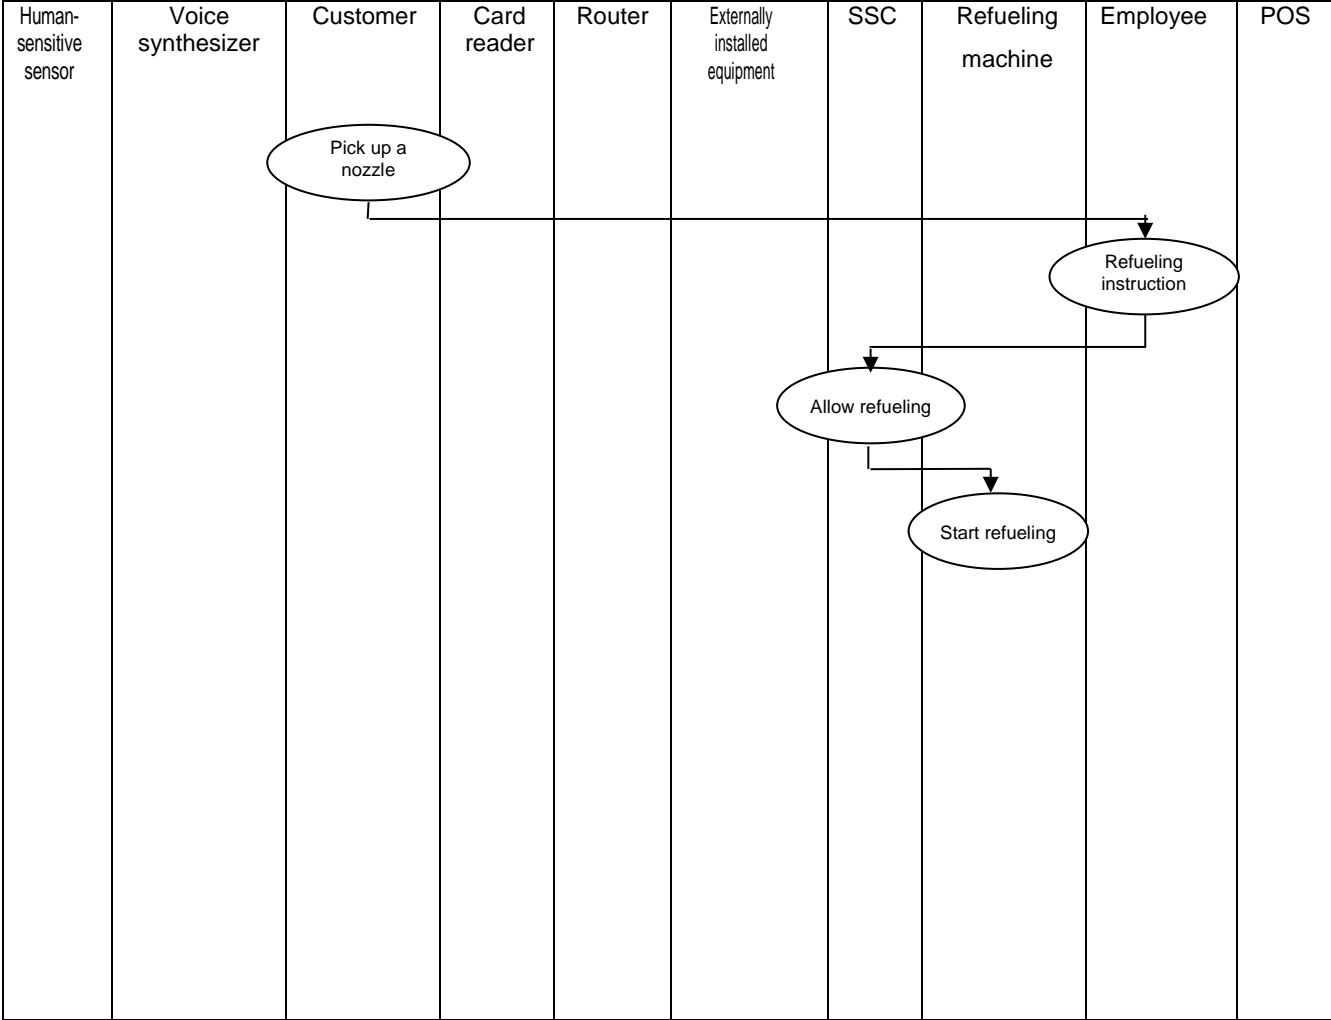 Human-
sensitive
sensor
Voice
synthesizer
Customer
Card
reader
Router
Externally
installed
equipment
SSC
Refueling
machine
Employee
POS
Pick up a
nozzle
Refueling
instruction
Allow refueling
Start refueling